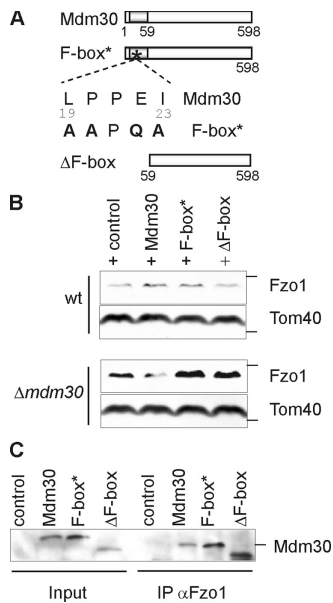 A
Mdm30
1 59 598
F-box*
*
598
L P P E I Mdm30
19 23
A A P Q A F-box*
ΔF-box
59 598
B
+ control
+ Mdm30
+ F-box*
+ ΔF-box
wt
Fzo1
Tom40
Δmdm30
Fzo1
Tom40
C
control
Mdm30
F-box*
ΔF-box
control
Mdm30
F-box*
ΔF-box
Mdm30
Input IP αFzo1